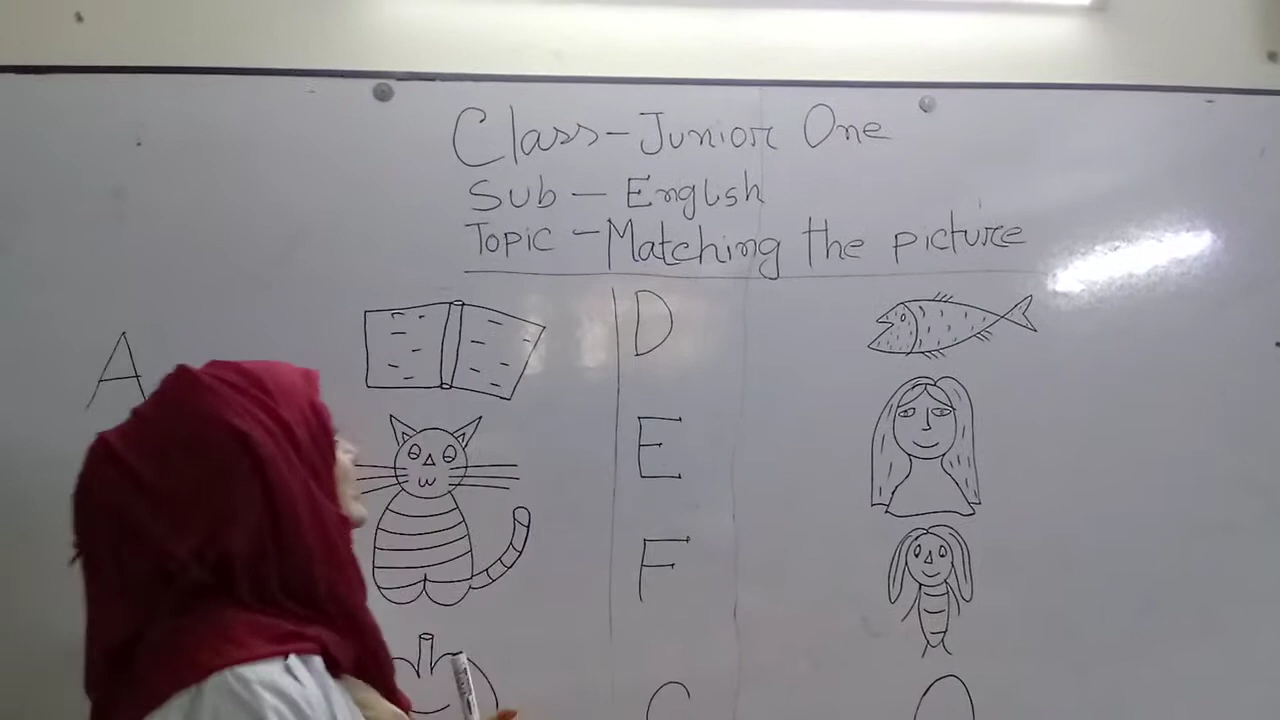 Class-Junior One
Sub - English
Topic - Matching the picture
A
D
E
F